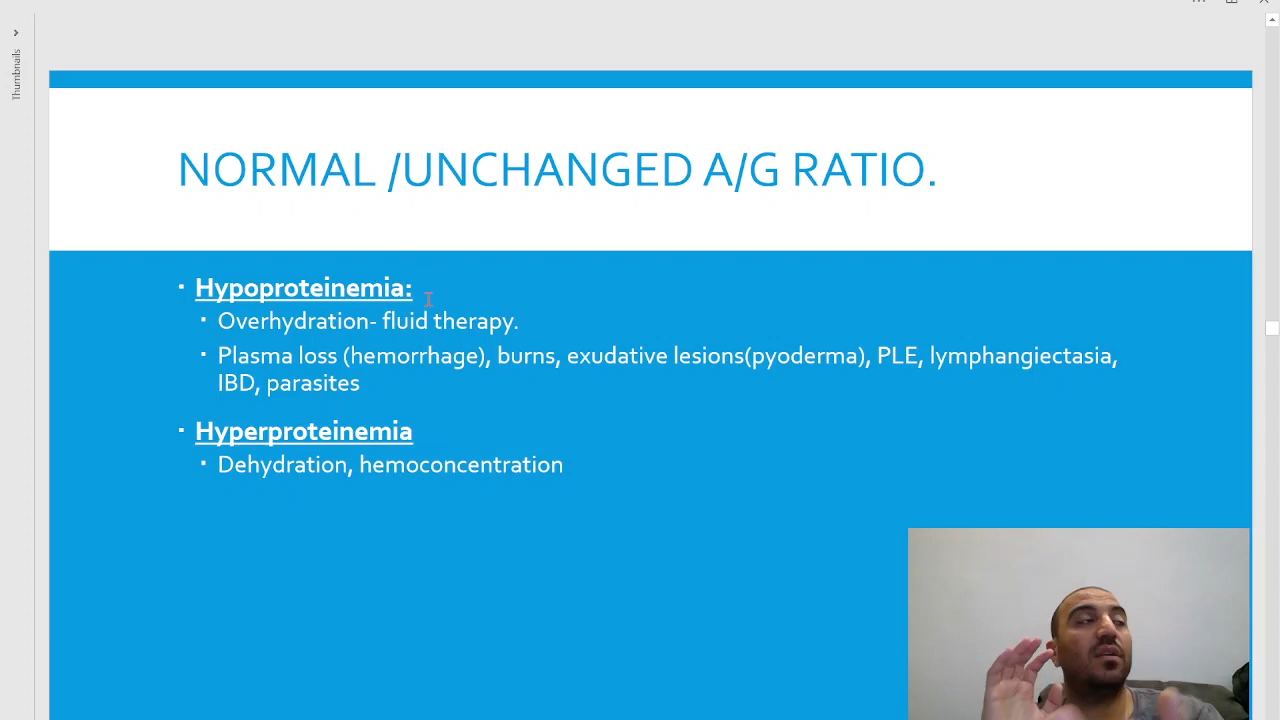 Thumbnails
NORMAL /UNCHANGED A/G RATIO.
Hypoproteinemia:
Overhydration- fluid therapy.
Plasma loss (hemorrhage), burns, exudative lesions(pyoderma), PLE, lymphangiectasia,
IBD, parasites
Hyperproteinemia
Dehydration, hemoconcentration